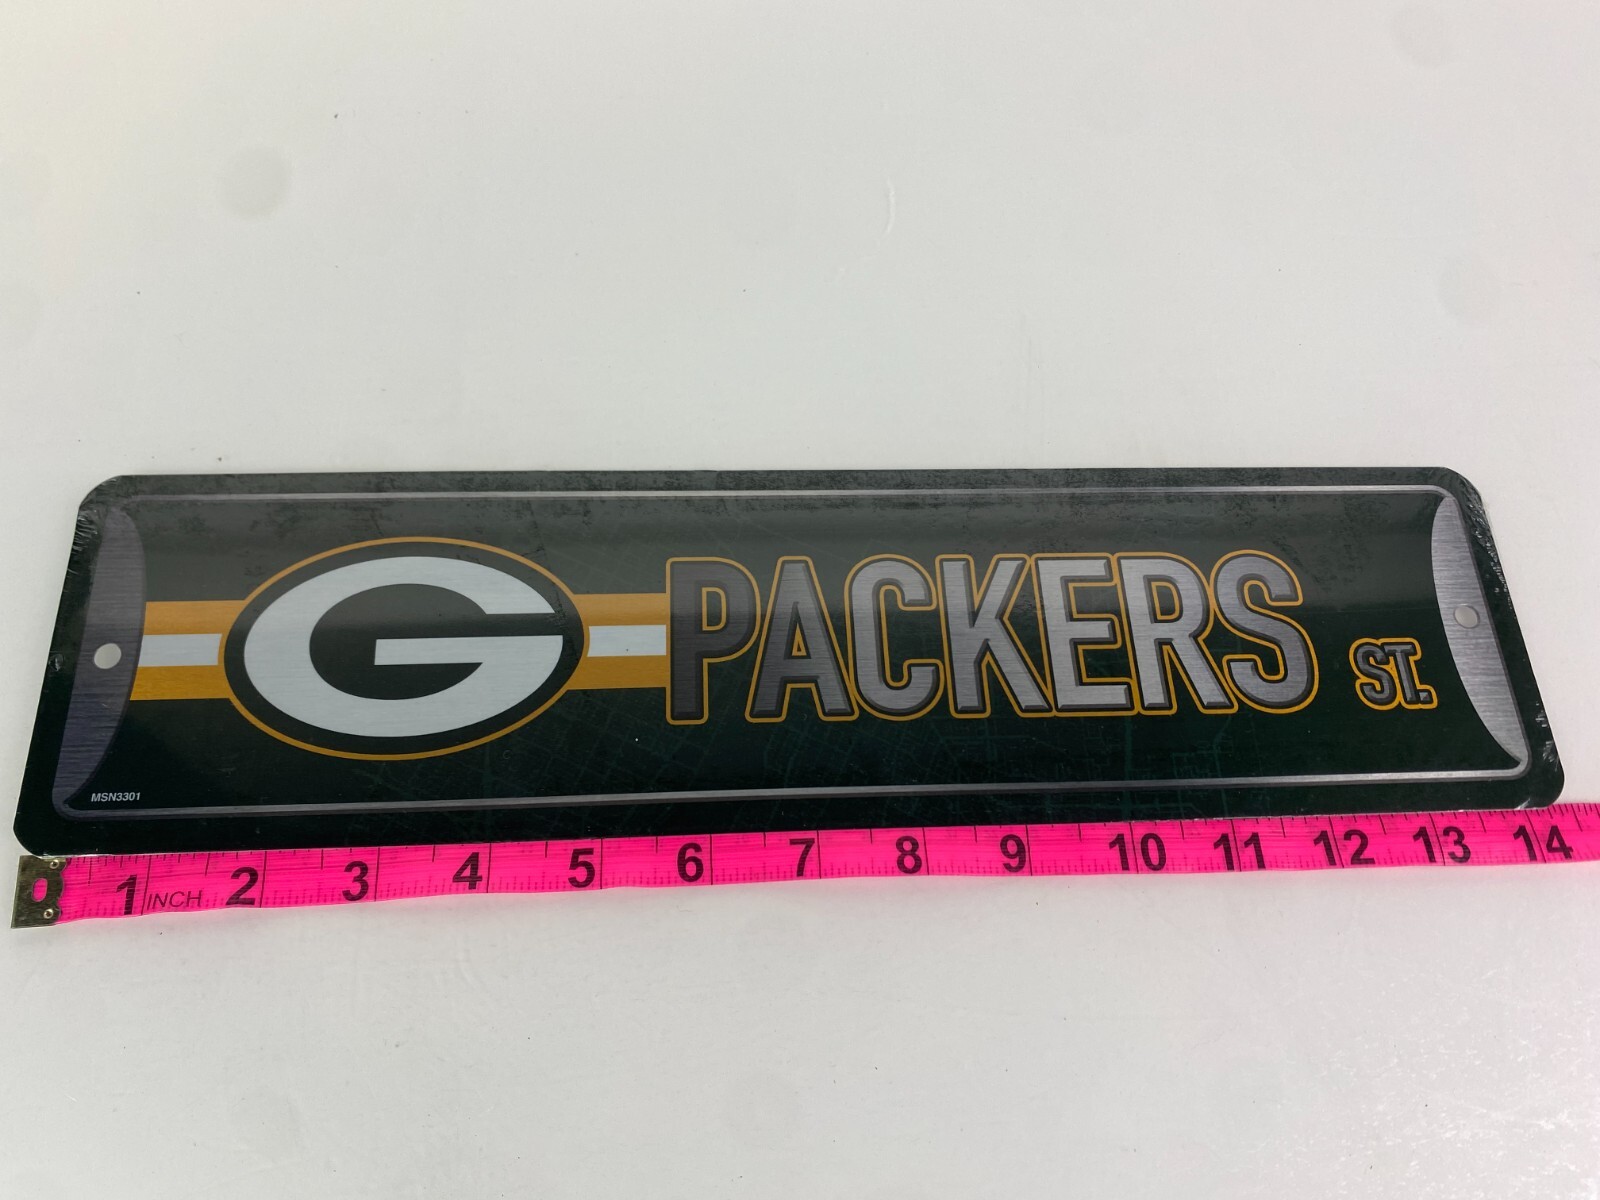 G PACKERS ST.
MSN3301
1 INCH 2 3 4 5 6 7 8 9 10 11 12 13 14